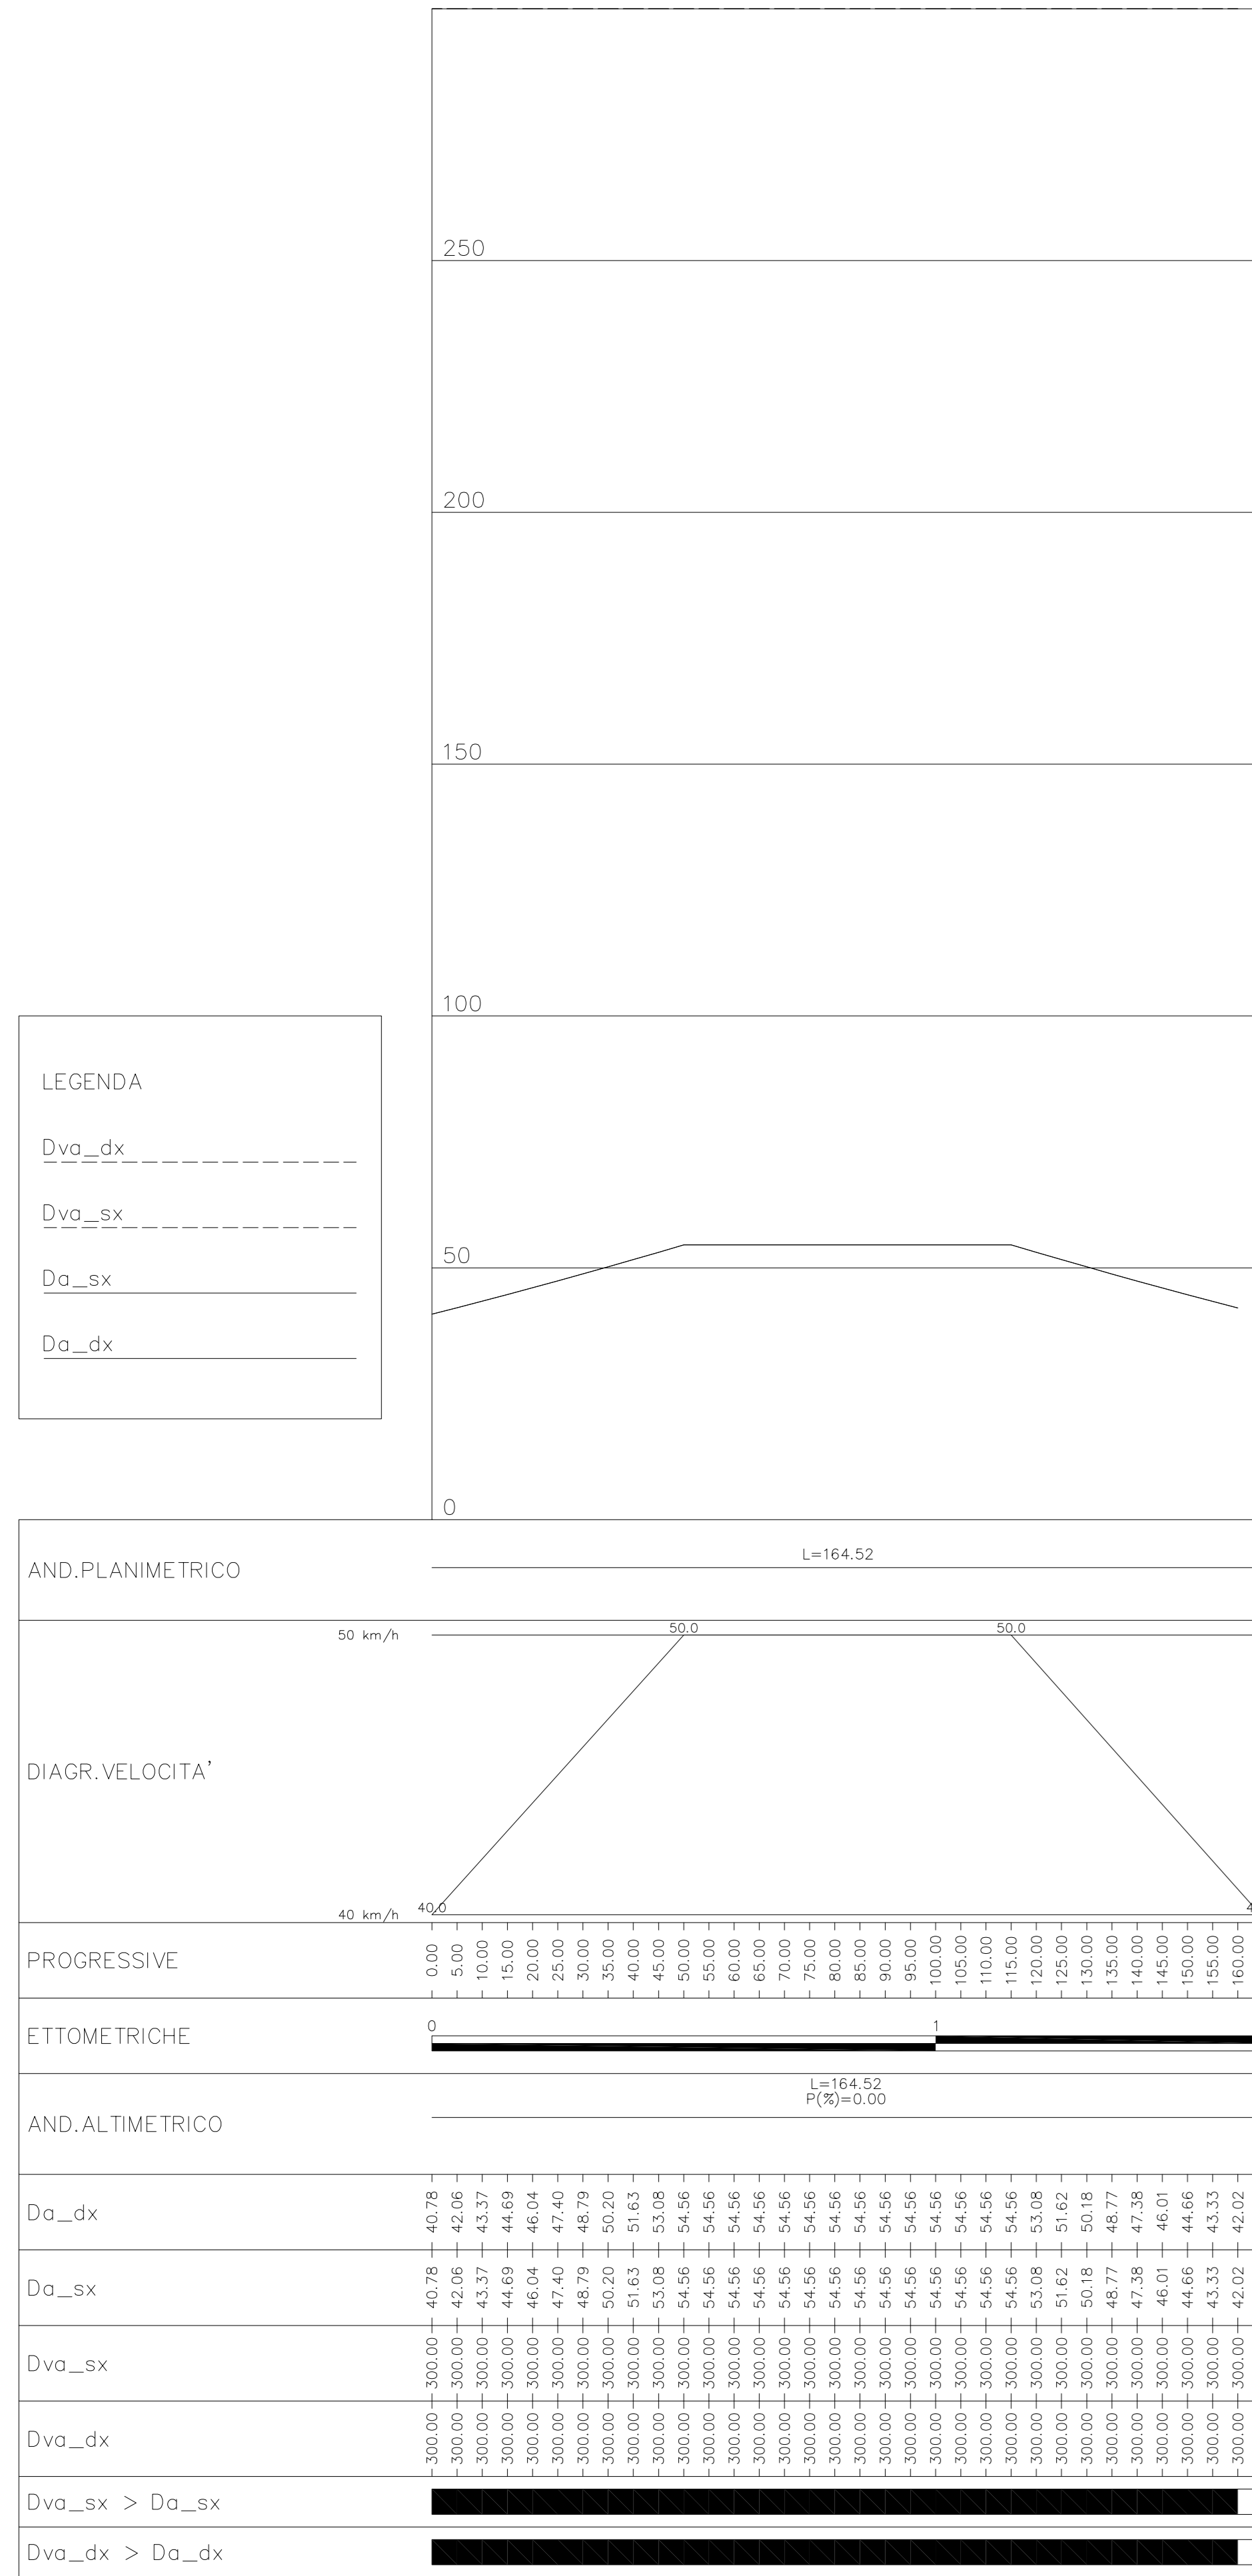 250
200
150
100
LEGENDA
Dva_dx
Dva_sx
50
Da_sx
Da_dx
0
AND.PLANIMETRICO
L=164.52
50 km/h
50.0 50.0
DIAGR.VELOCITA'
40 km/h
40.0 4
PROGRESSIVE 0.00 5.00 10.00 15.00 20.00 25.00 30.00 35.00 40.00 45.00 50.00 55.00 60.00 65.00 70.00 75.00 80.00 85.00 90.00 95.00 100.00 105.00 110.00 115.00 120.00 125.00 130.00 135.00 140.00 145.00 150.00 155.00 160.00
ETTOMETRICHE 0 1
L=164.52
P(%)=0.00
AND.ALTIMETRICO
Da_dx 40.78 42.06 43.37 44.69 46.04 47.40 48.79 50.20 51.63 53.08 54.56 54.56 54.56 54.56 54.56 54.56 54.56 54.56 54.56 54.56 54.56 54.56 54.56 54.56 53.08 51.62 50.18 48.77 47.38 46.01 44.66 43.33 42.02
Da_sx 40.78 42.06 43.37 44.69 46.04 47.40 48.79 50.20 51.63 53.08 54.56 54.56 54.56 54.56 54.56 54.56 54.56 54.56 54.56 54.56 54.56 54.56 54.56 54.56 53.08 51.62 50.18 48.77 47.38 46.01 44.66 43.33 42.02
Dva_sx 300.00 300.00 300.00 300.00 300.00 300.00 300.00 300.00 300.00 300.00 300.00 300.00 300.00 300.00 300.00 300.00 300.00 300.00 300.00 300.00 300.00 300.00 300.00 300.00 300.00 300.00 300.00 300.00 300.00 300.00 300.00 300.00 300.00
Dva_dx 300.00 300.00 300.00 300.00 300.00 300.00 300.00 300.00 300.00 300.00 300.00 300.00 300.00 300.00 300.00 300.00 300.00 300.00 300.00 300.00 300.00 300.00 300.00 300.00 300.00 300.00 300.00 300.00 300.00 300.00 300.00 300.00 300.00
Dva_sx > Da_sx
Dva_dx > Da_dx